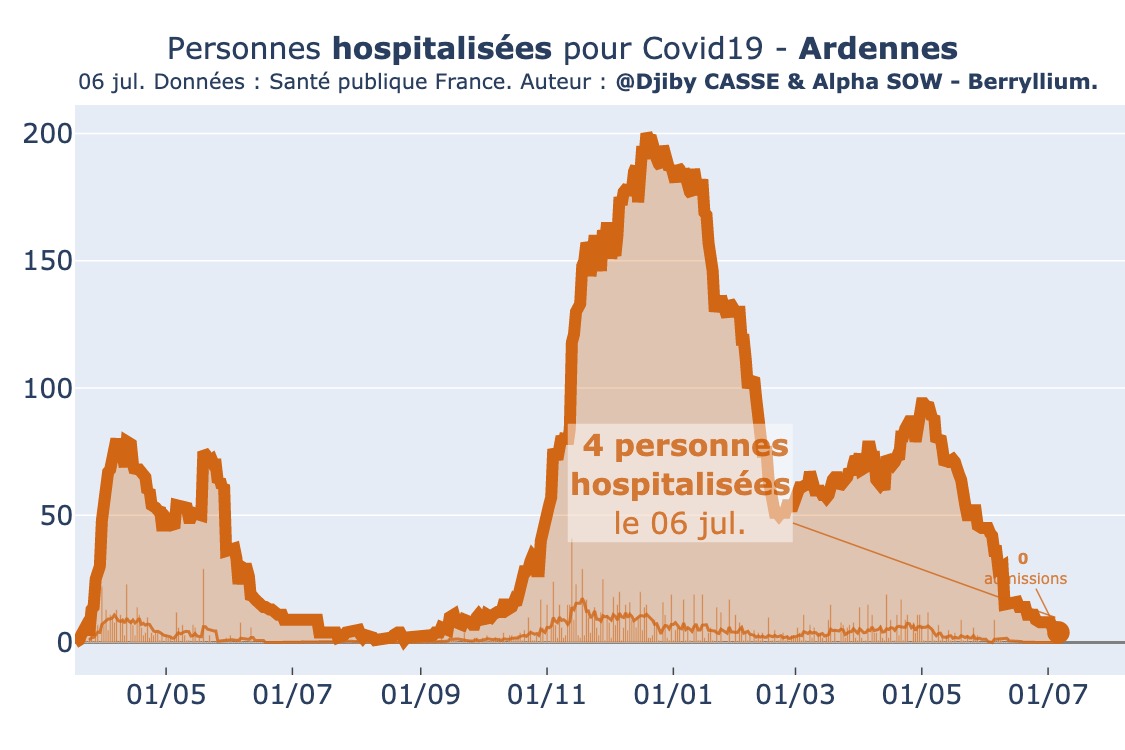 Personnes hospitalisées pour Covid19 - Ardennes
06 jul. Données : Santé publique France. Auteur : @Djiby CASSE & Alpha SOW - Berryllium.
200
150
100
4 personnes
hospitalisées
le 06 jul.
50
0
admissions
0
01/05 01/07 01/09 01/11 01/01 01/03 01/05 01/07